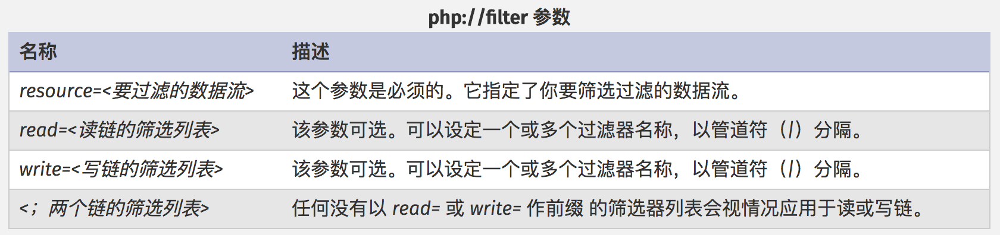 php://filter 参数
名称 描述
resource=<要过滤的数据流> 这个参数是必须的。它指定了你要筛选过滤的数据流。
read=<读链的筛选列表> 该参数可选。可以设定一个或多个过滤器名称，以管道符（|）分隔。
write=<写链的筛选列表> 该参数可选。可以设定一个或多个过滤器名称，以管道符（|）分隔。
<；两个链的筛选列表> 任何没有以 read= 或 write= 作前缀 的筛选器列表会视情况应用于读或写链。